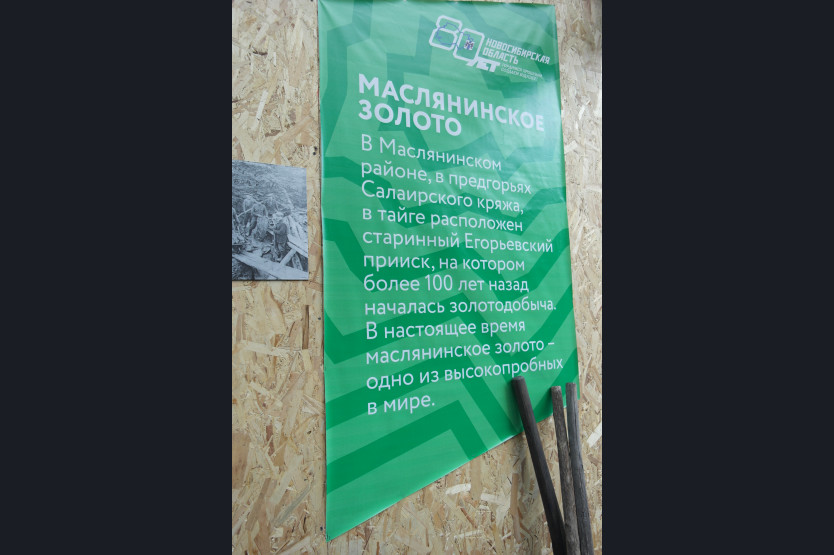 80
ЛЕТ
НОВОСИБИРСКАЯ
ОБЛАСТЬ
МАСЛЯНИНСКОЕ
ЗОЛОТО
В Маслянинском
районе, в предгорьях
Салаирского кряжа,
в тайге расположен
старинный Егорьевский
прииск, на котором
более 100 лет назад
началась золотодобыча.
В настоящее время
маслянинское золото –
одно из высокопробных
в мире.